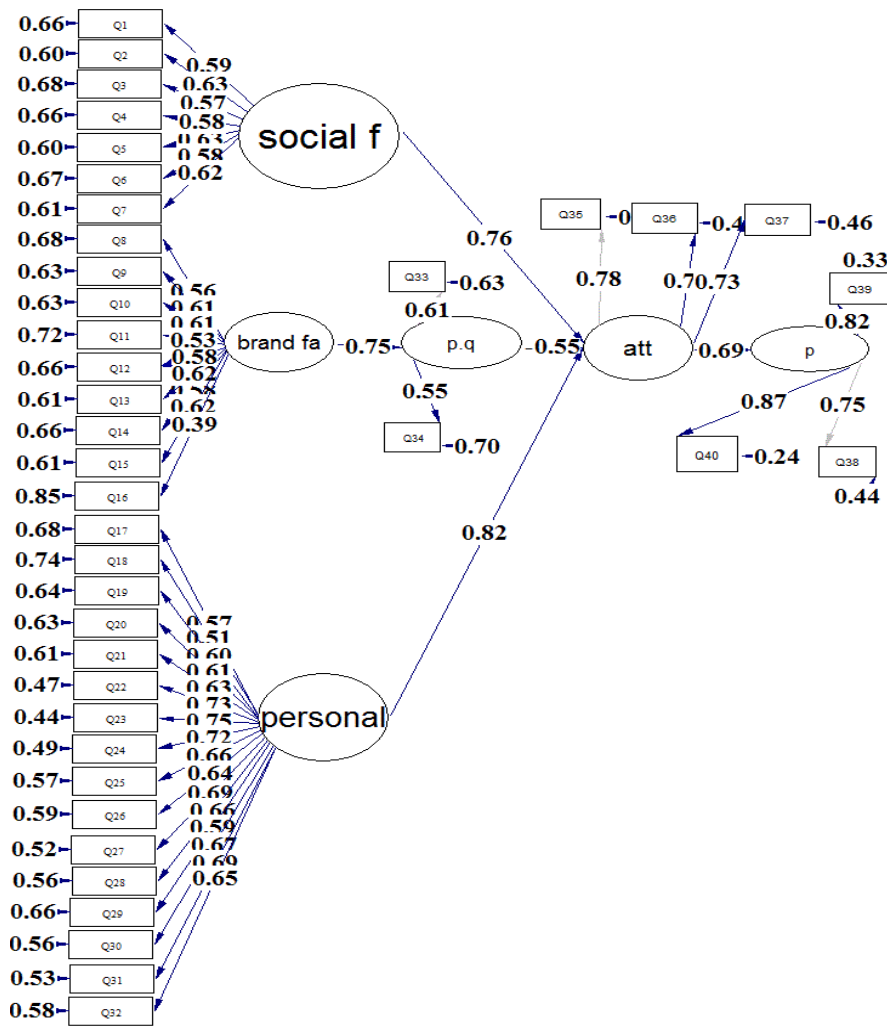 0.66 Q1
0.60 Q2
0.59
0.68 Q3
0.63
0.57
0.66 Q4
0.58
social f
0.60 Q5
0.63
0.58
0.67 Q6
0.62
0.61 Q7
0.68 Q8
0.76
Q35 Q36 0.4 Q37 0.46
0.63 Q9
0.33
Q33 0.63
0.78 0.70 0.73
Q39
0.56
0.63 Q10
0.61
0.61
0.61
0.82
0.72 Q11
0.53
brand fa 0.75 p.q 0.55 att 0.69 p
0.58
0.66 Q12
0.62
0.61 Q13
0.62
0.55
0.87 0.75
0.39
0.66 Q14
Q34 0.70
0.61 Q15
Q40 0.24 Q38
0.85 Q16
0.44
0.68 Q17
0.82
0.74 Q18
0.64 Q19
0.63 Q20
0.57
0.51
0.61 Q21
0.60
0.61
0.47 Q22
0.63
0.73
0.44 Q23
0.75
personal
0.72
0.49 Q24
0.66
0.57 Q25
0.64
0.69
0.59 Q26
0.66
0.59
0.52 Q27
0.67
0.69
0.56 Q28
0.65
0.66 Q29
0.56 Q30
0.53 Q31
0.58 Q32